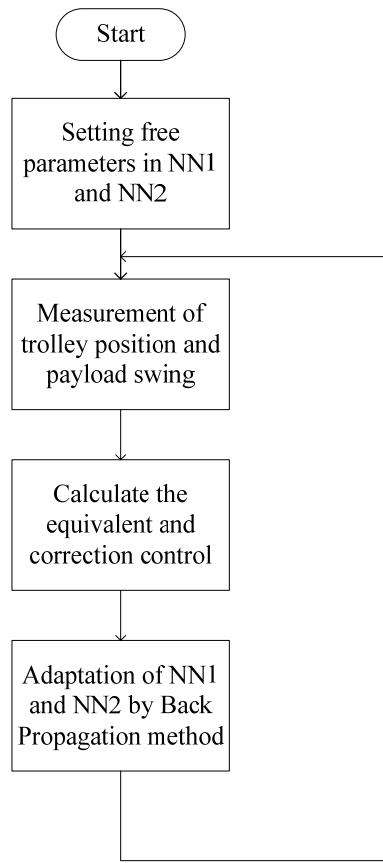 Start
Setting free
parameters in NN1
and NN2
Measurement of
trolley position and
payload swing
Calculate the
equivalent and
correction control
Adaptation of NN1
and NN2 by Back
Propagation method